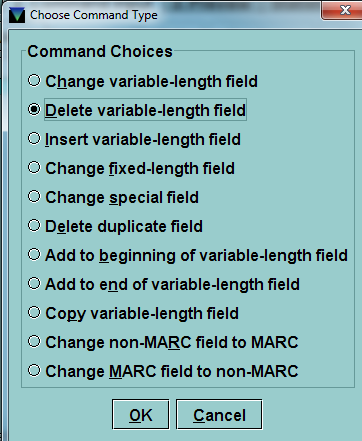 Choose Command Type
Command Choices
Change variable-length field
Delete variable-length field
Insert variable-length field
Change fixed-length field
Change special field
Delete duplicate field
Add to beginning of variable-length field
Add to end of variable-length field
Copy variable-length field
Change non-MARC field to MARC
Change MARC field to non-MARC
OK Cancel